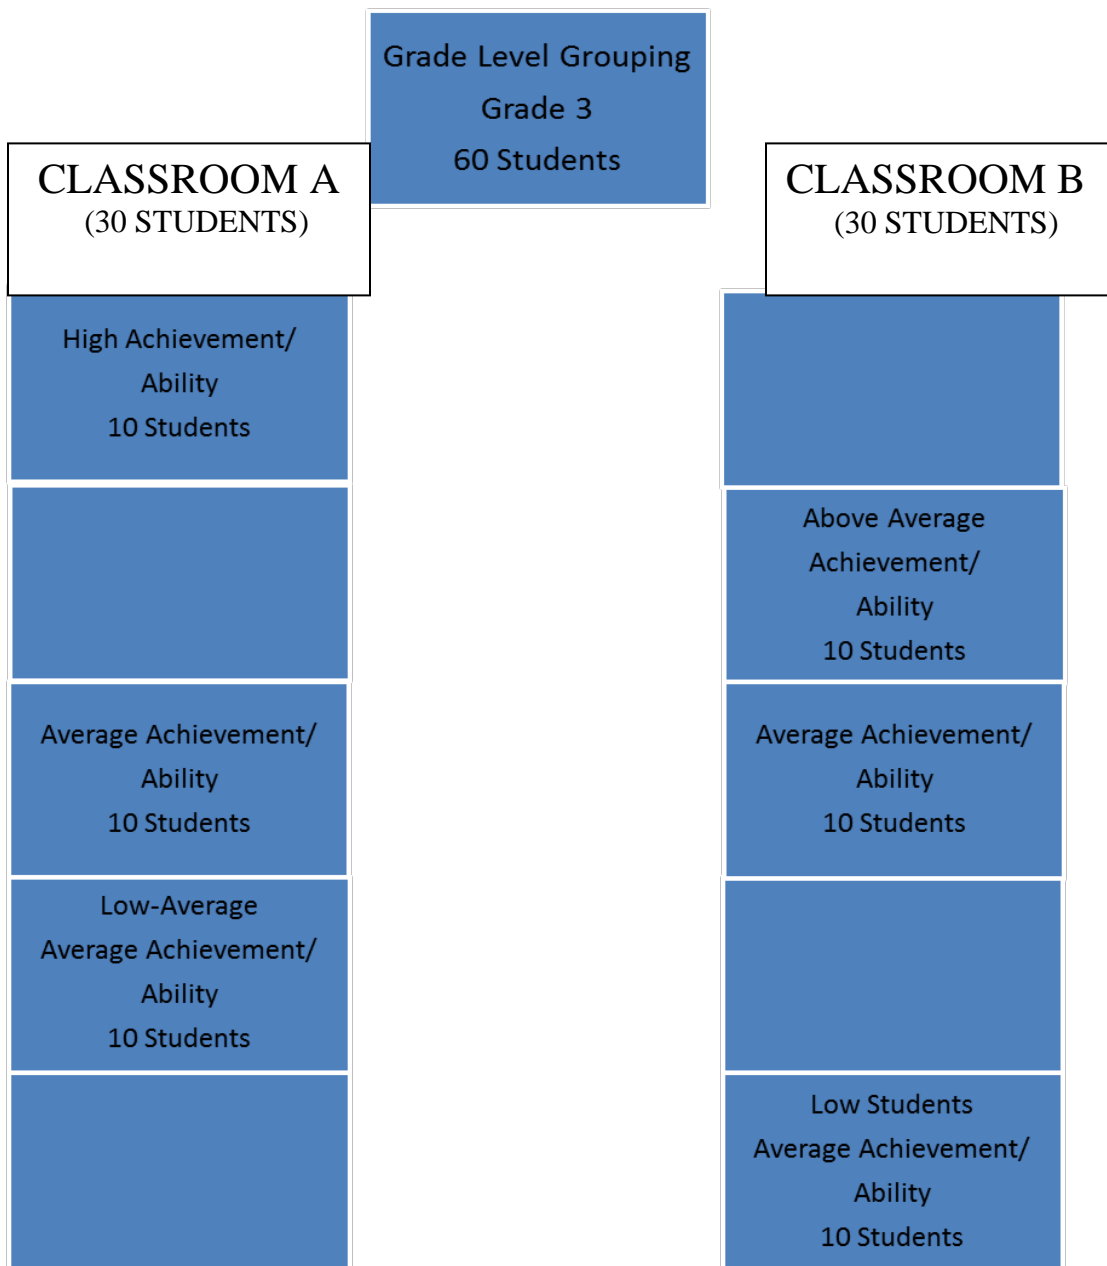 Grade Level Grouping
Grade 3
60 Students
CLASSROOM A
(30 STUDENTS)
CLASSROOM B
(30 STUDENTS)
High Achievement/
Ability
10 Students
Average Achievement/
Ability
10 Students
Low-Average
Average Achievement/
Ability
10 Students
Above Average
Achievement/
Ability
10 Students
Average Achievement/
Ability
10 Students
Low Students
Average Achievement/
Ability
10 Students